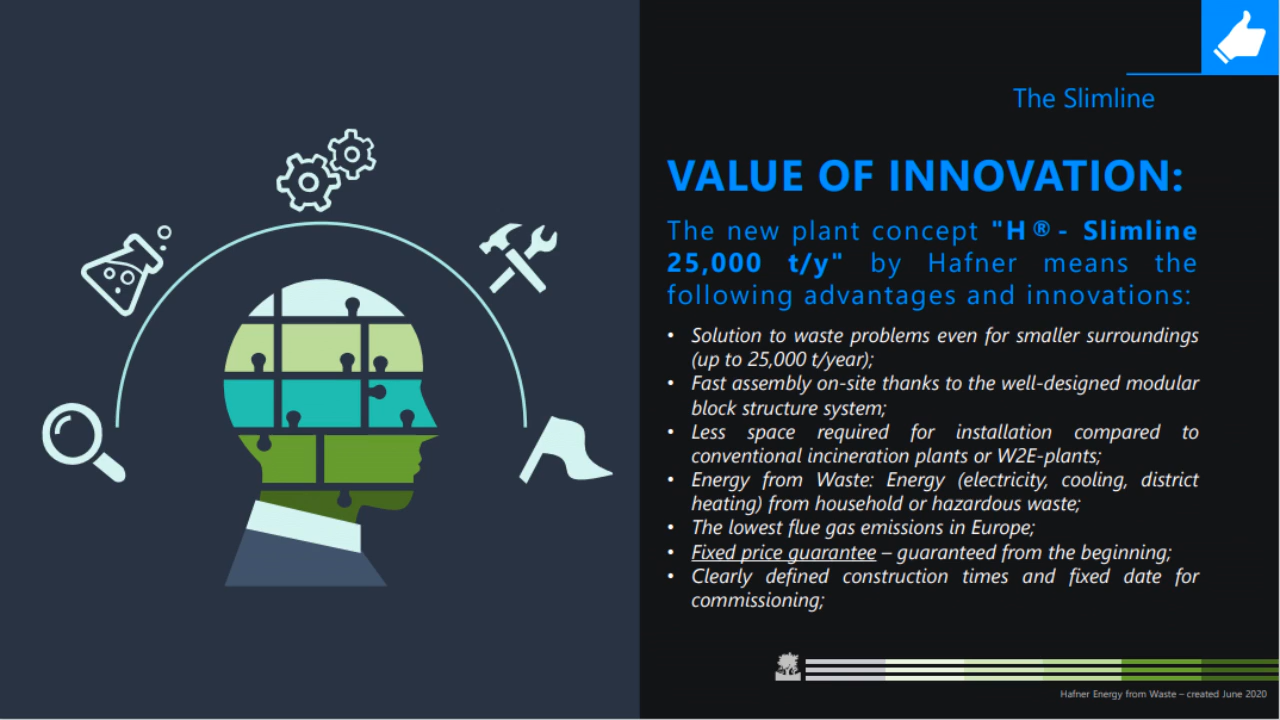 The Slimline
VALUE OF INNOVATION:
The new plant concept "H®- Slimline
25,000 t/y" by Hafner means the
following advantages and innovations:
• Solution to waste problems even for smaller surroundings
(up to 25,000 t/year);
• Fast assembly on-site thanks to the well-designed modular
block structure system;
• Less space required for installation compared to
conventional incineration plants or W2E-plants;
• Energy from Waste: Energy (electricity, cooling, district
heating) from household or hazardous waste;
• The lowest flue gas emissions in Europe;
• Fixed price guarantee – guaranteed from the beginning;
• Clearly defined construction times and fixed date for
commissioning;
Hafner Energy from Waste – created June 2020